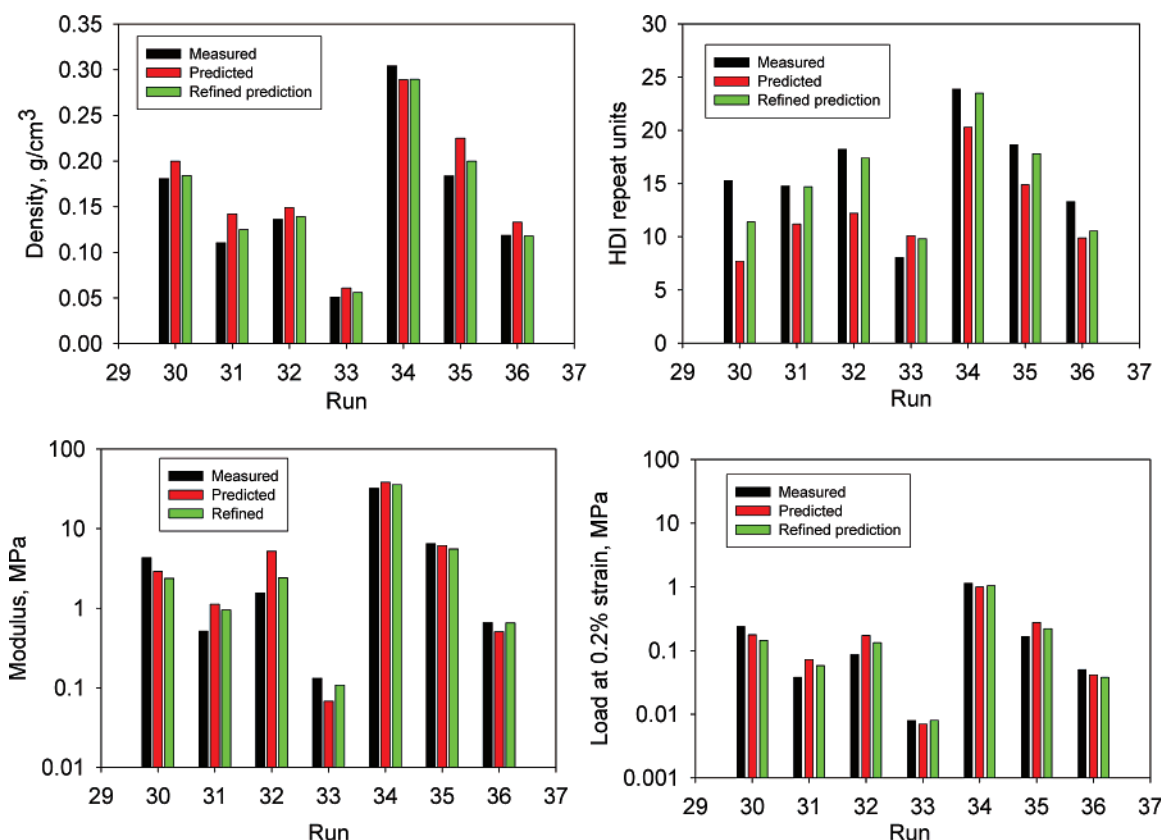 0.35
0.30
0.25
0.20
0.15
0.10
0.05
0.00
Density, g/cm³
Measured
Predicted
Refined prediction
29 30 31 32 33 34 35 36 37
Run
30
25
20
15
10
5
0
HDI repeat units
Measured
Predicted
Refined prediction
29 30 31 32 33 34 35 36 37
Run
100
10
1
0.1
0.01
Modulus, MPa
Measured
Predicted
Refined
29 30 31 32 33 34 35 36 37
Run
100
10
1
0.1
0.01
0.001
Load at 0.2% strain, MPa
Measured
Predicted
Refined prediction
29 30 31 32 33 34 35 36 37
Run